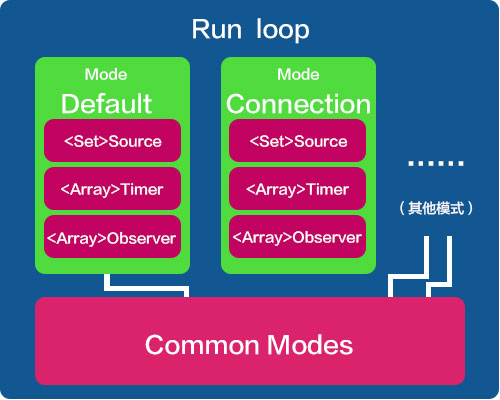 Run loop
Mode
Default
<Set>Source
<Array>Timer
<Array>Observer
Mode
Connection
<Set>Source
<Array>Timer
<Array>Observer
······
（其他模式）
Common Modes